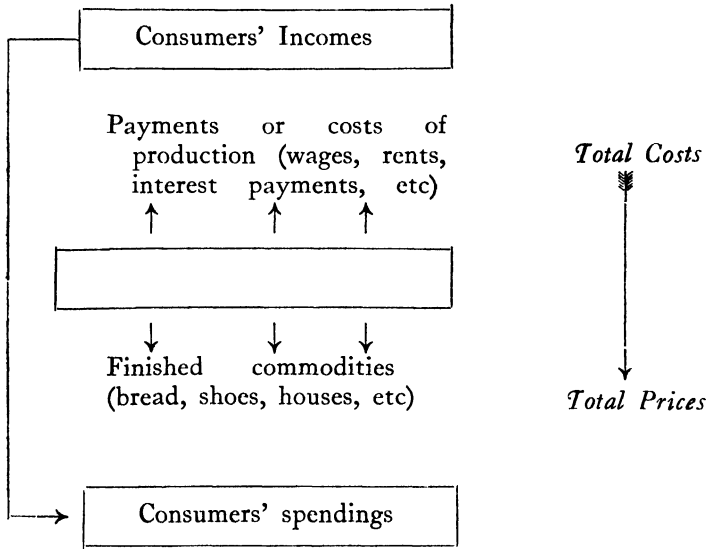 Consumers' Incomes
Payments or costs of
production (wages, rents,
interest payments, etc)
Total Costs
Finished commodities
(bread, shoes, houses, etc)
Total Prices
Consumers' spendings